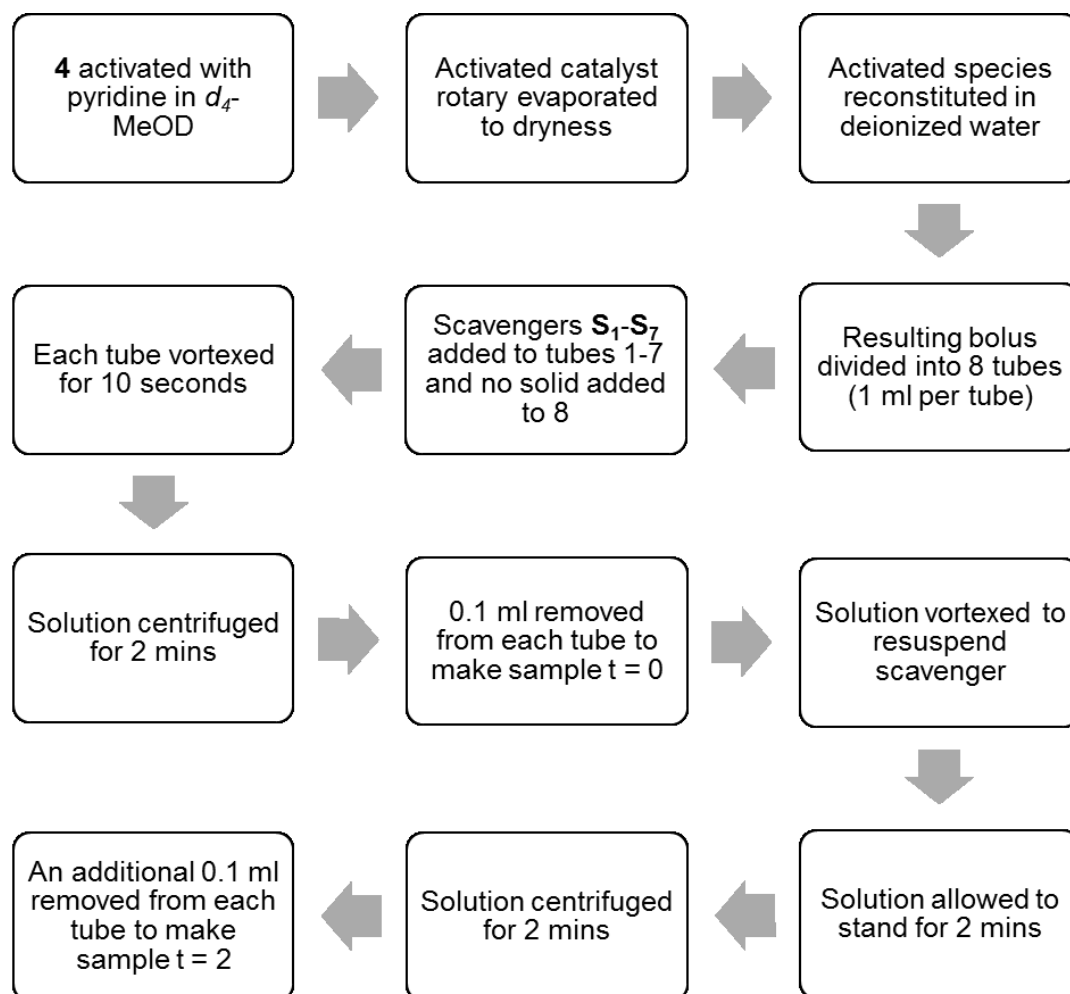 4 activated with
pyridine in d4-
MeOD
Activated catalyst
rotary evaporated
to dryness
Activated species
reconstituted in
deionized water
Resulting bolus
divided into 8 tubes
(1 ml per tube)
Scavengers S1-S7
added to tubes 1-7
and no solid added
to 8
Each tube vortexed
for 10 seconds
Solution centrifuged
for 2 mins
0.1 ml removed
from each tube to
make sample t = 0
Solution vortexed to
resuspend
scavenger
Solution allowed to
stand for 2 mins
Solution centrifuged
for 2 mins
An additional 0.1 ml
removed from each
tube to make
sample t = 2